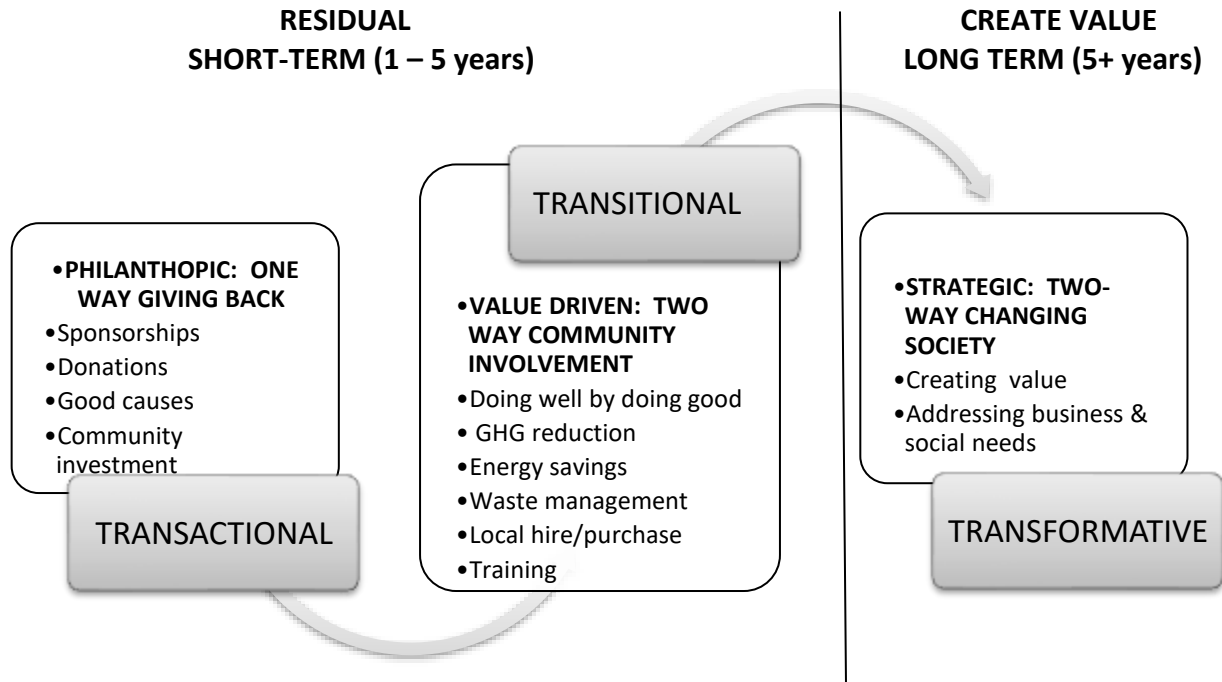 RESIDUAL
SHORT-TERM (1 – 5 years)
CREATE VALUE
LONG TERM (5+ years)
•PHILANTHOPIC: ONE
WAY GIVING BACK
•Sponsorships
•Donations
•Good causes
•Community
investment
TRANSACTIONAL
TRANSITIONAL
•VALUE DRIVEN: TWO
WAY COMMUNITY
INVOLVEMENT
•Doing well by doing good
• GHG reduction
•Energy savings
•Waste management
•Local hire/purchase
•Training
•STRATEGIC: TWO-
WAY CHANGING
SOCIETY
•Creating value
•Addressing business &
social needs
TRANSFORMATIVE